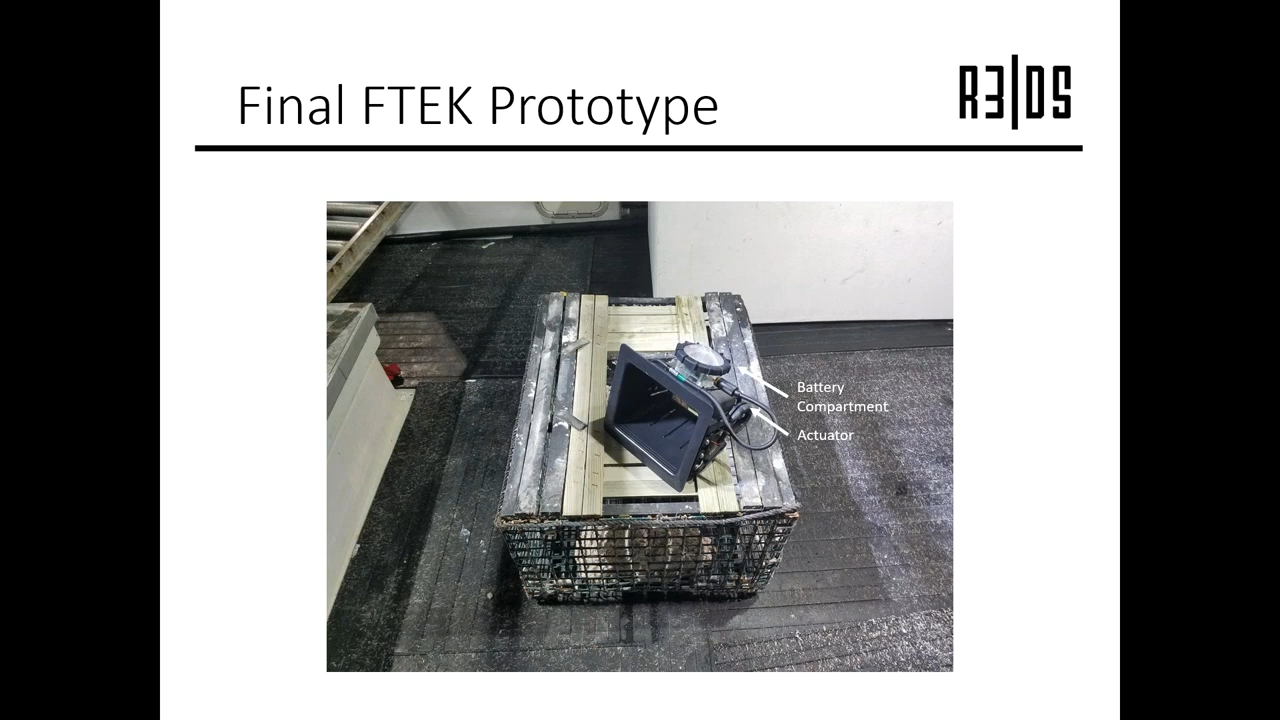 Final FTEK Prototype
R3|DS
Battery
Compartment
Actuator